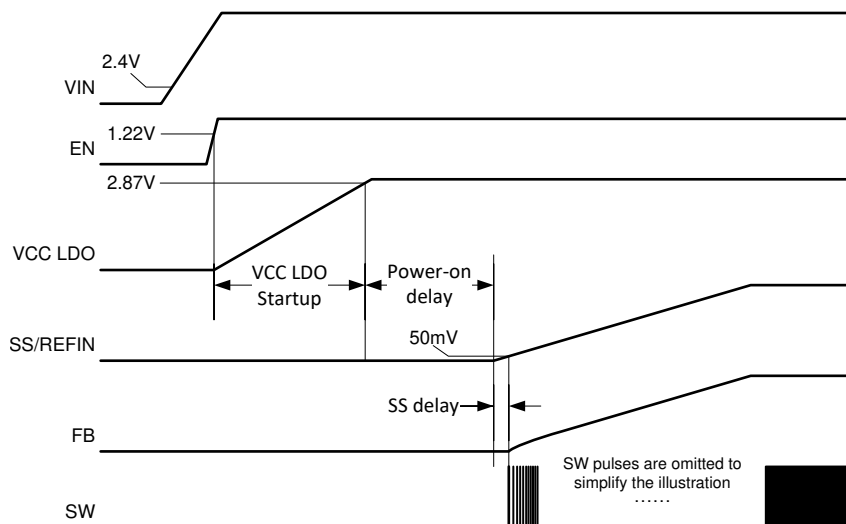 2.4V
VIN
1.22V
EN
2.87V
VCC LDO
VCC LDO
Startup
Power-on
delay
50mV
SS/REFIN
SS delay
FB
SW pulses are omitted to
simplify the illustration
......
SW